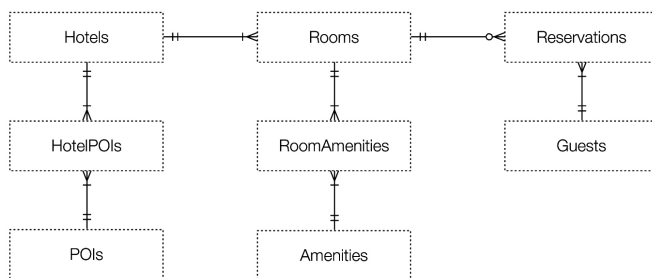 Hotels
Rooms
Reservations
HotelPOIs
RoomAmenities
Guests
POIs
Amenities